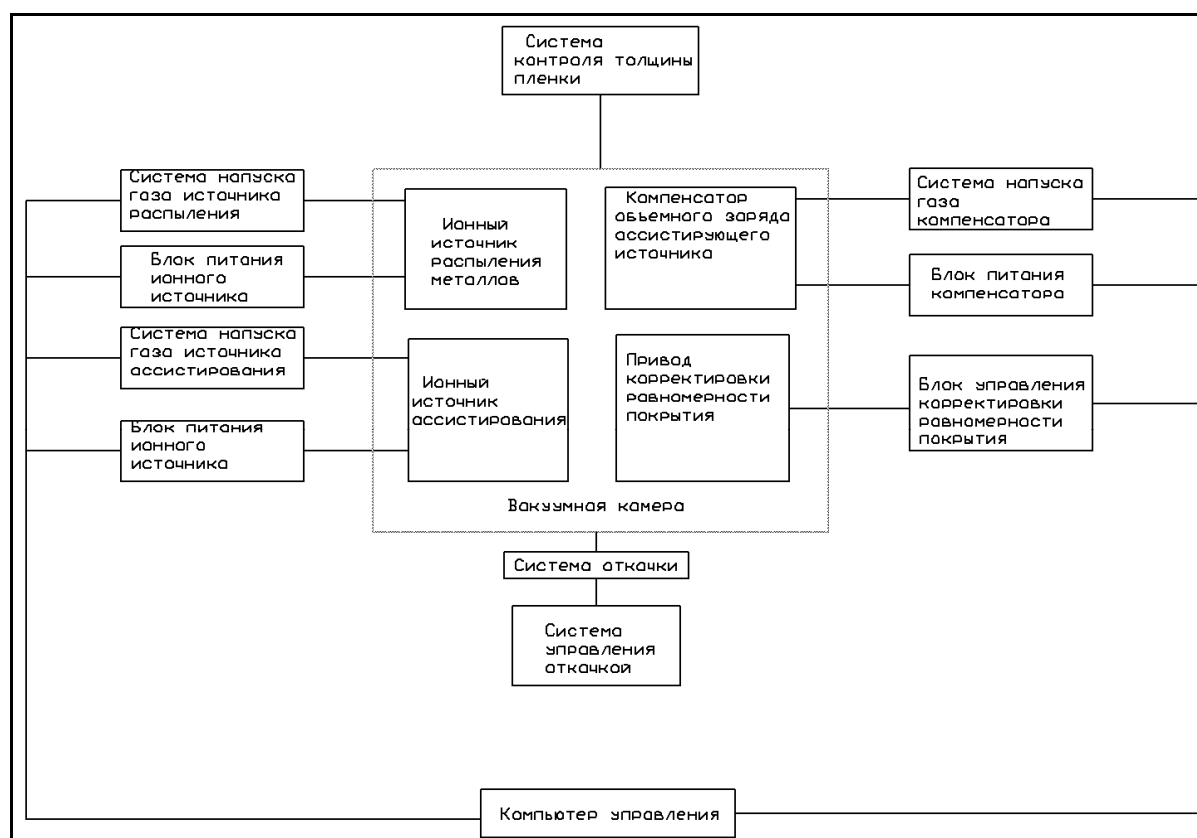 Система
контроля толщины
пленки
Система напуска
газа источника
распыления
Блок питания
ионного
источника
Система напуска
газа источника
ассистирования
Блок питания
ионного
источника
Ионный
источник
распыления
металлов
Компенсатор
объемного заряда
ассистирующего
источника
Ионный
источник
ассистирования
Привод
корректировки
равномерности
покрытия
Вакуумная камера
Система напуска
газа
компенсатора
Блок питания
компенсатора
Блок управления
корректировки
равномерности
покрытия
Система откачки
Система
управления
откачкой
Компьютер управления